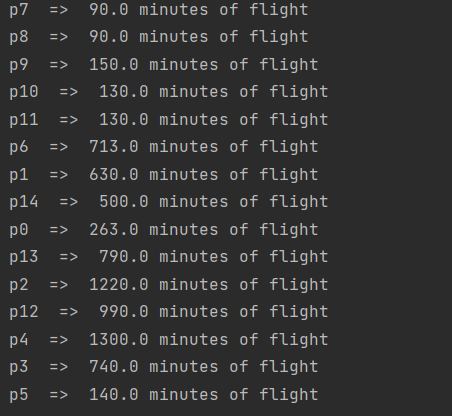 p7  =>  90.0 minutes of flight
p8  =>  90.0 minutes of flight
p9  =>  150.0 minutes of flight
p10  =>  130.0 minutes of flight
p11  =>  130.0 minutes of flight
p6  =>  713.0 minutes of flight
p1  =>  630.0 minutes of flight
p14  =>  500.0 minutes of flight
p0  =>  263.0 minutes of flight
p13  =>  790.0 minutes of flight
p2  =>  1220.0 minutes of flight
p12  =>  990.0 minutes of flight
p4  =>  1300.0 minutes of flight
p3  =>  740.0 minutes of flight
p5  =>  140.0 minutes of flight